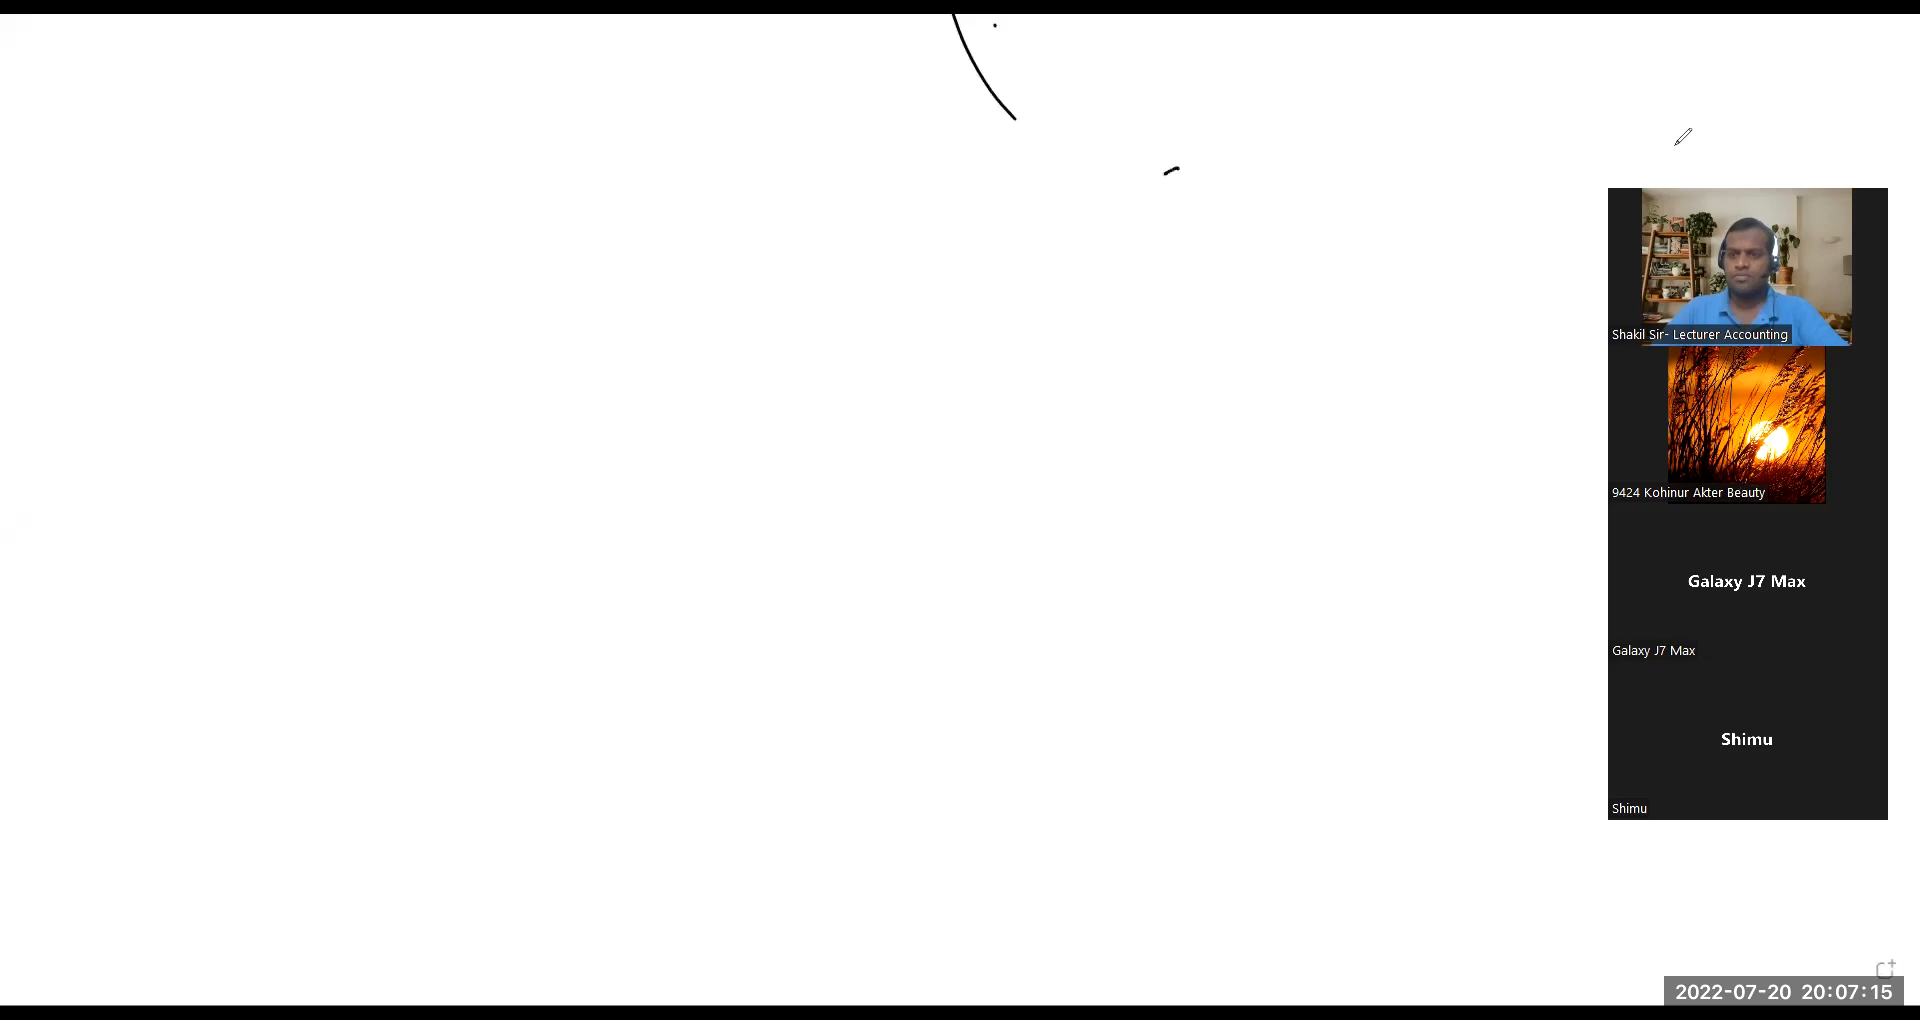 Shakil Sir- Lecturer Accounting
9424 Kohinur Akter Beauty
Galaxy J7 Max
Galaxy J7 Max
Shimu
Shimu
2022-07-20 20:07:15